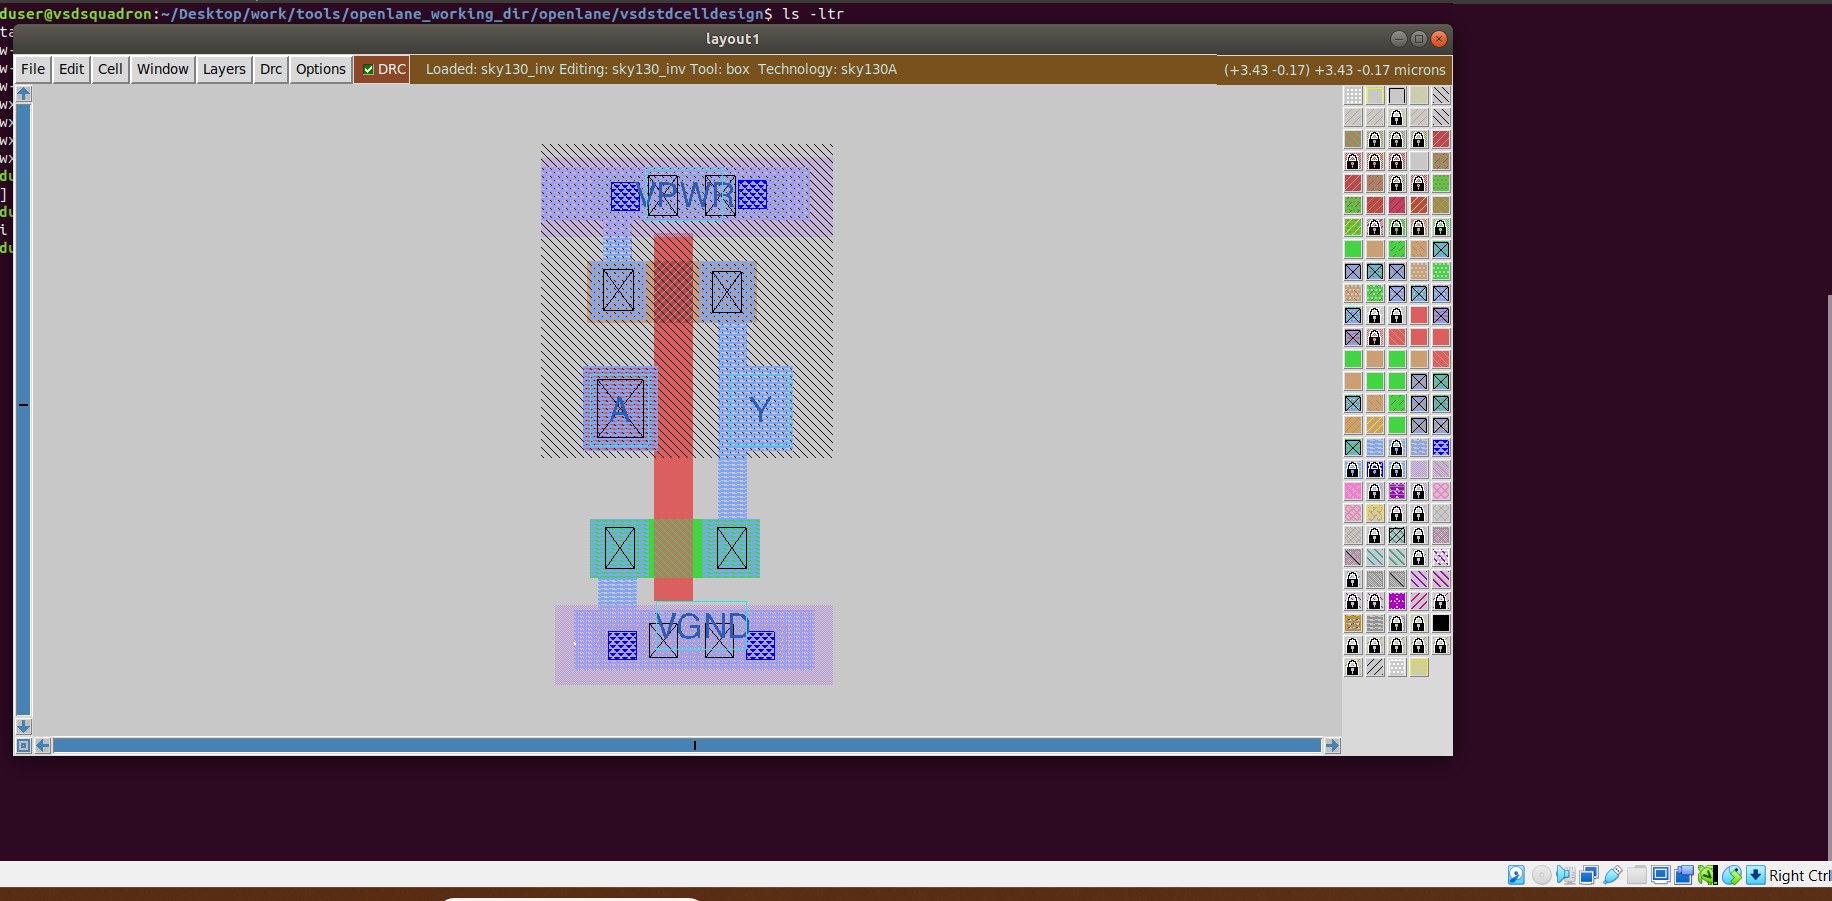 duser@vsdsquadron:~/Desktop/work/tools/openlane_working_dir/openlane/vsdstdcelldesign$ ls -ltr
layout1
File Edit Cell Window Layers Drc Options DRC Loaded: sky130_inv Editing: sky130_inv Tool: box Technology: sky130A (+3.43 -0.17) +3.43 -0.17 microns
VPWR
A Y
VGND
Right Ctrl